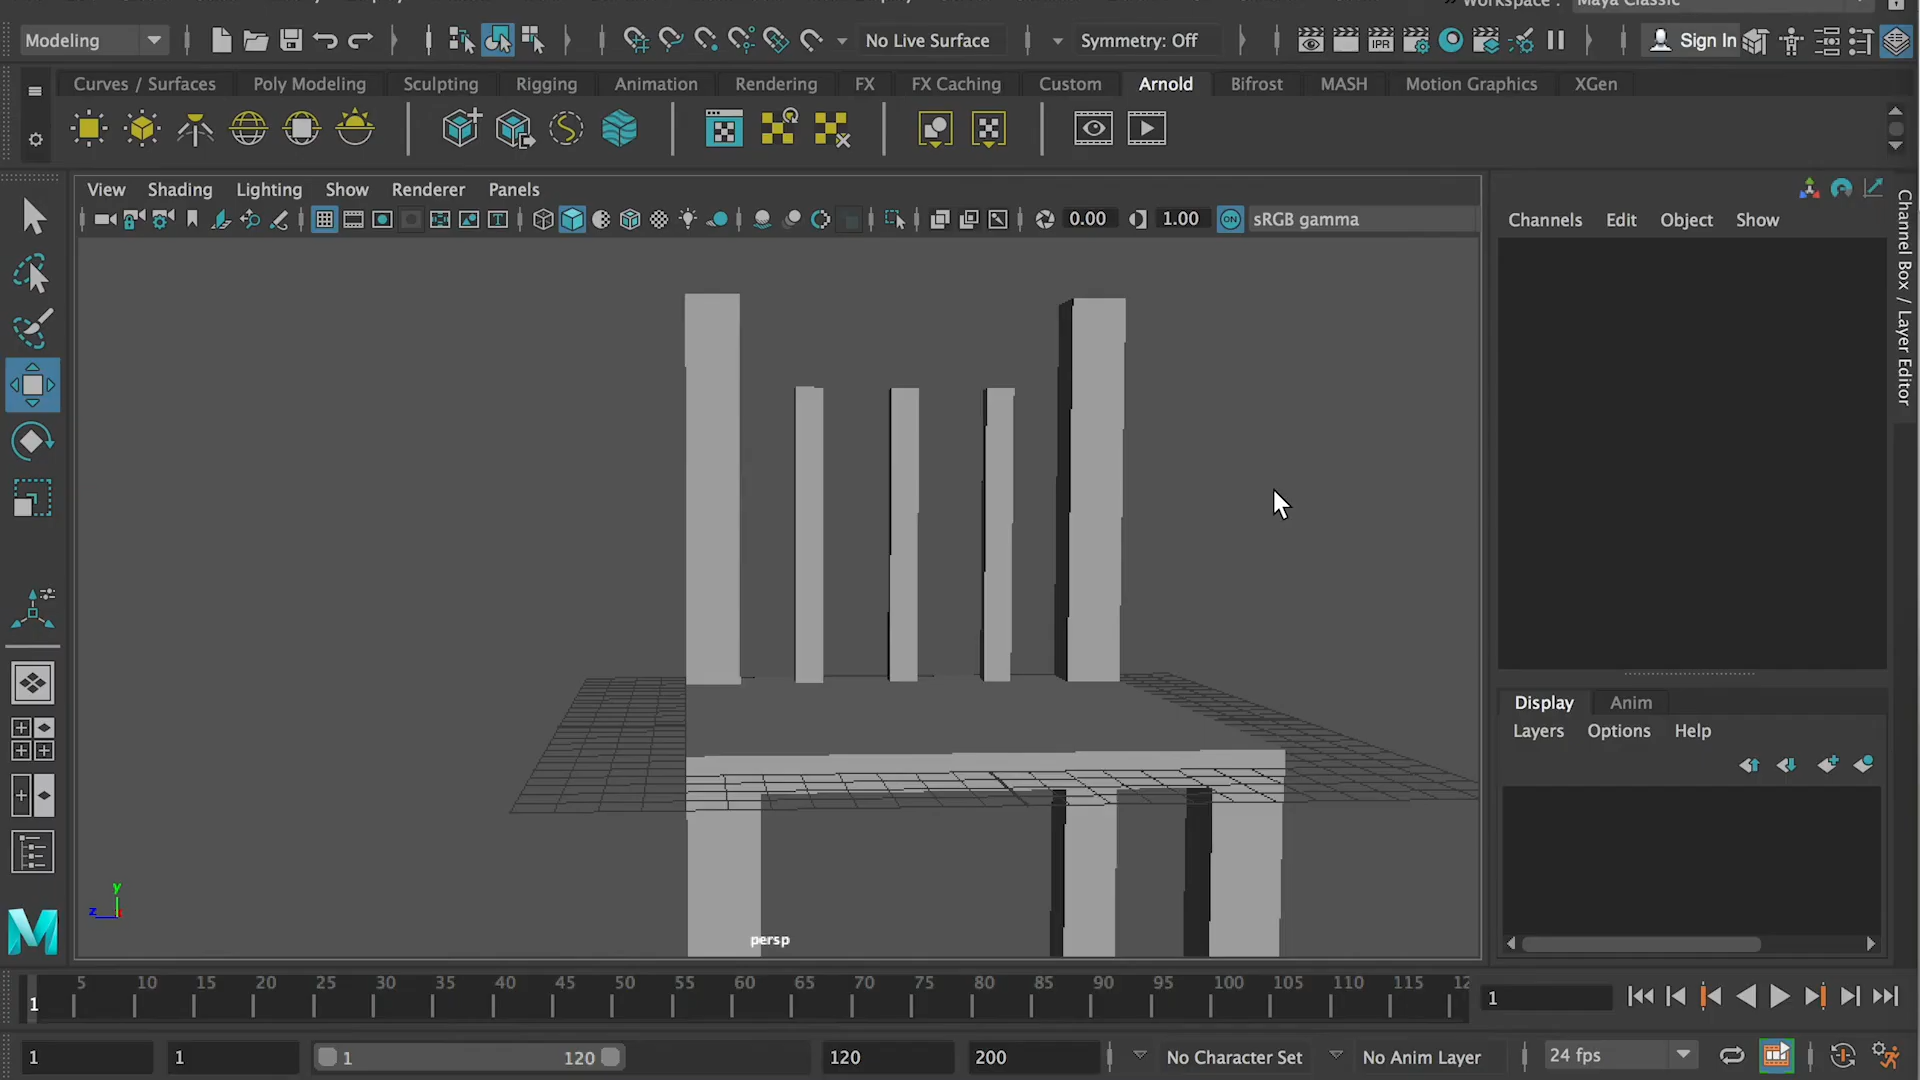 Workspace : Maya Classic
Modeling No Live Surface Symmetry: Off IPR Sign In
Curves / Surfaces Poly Modeling Sculpting Rigging Animation Rendering FX FX Caching Custom Arnold Bifrost MASH Motion Graphics XGen
View Shading Lighting Show Renderer Panels
0.00 1.00 ON sRGB gamma
Channels Edit Object Show
Channel Box / Layer Editor
Display Anim
Layers Options Help
y
z
persp
M
1 5 10 15 20 25 30 35 40 45 50 55 60 65 70 75 80 85 90 95 100 105 110 115 12 1
1 1 1 120 120 200 No Character Set No Anim Layer 24 fps